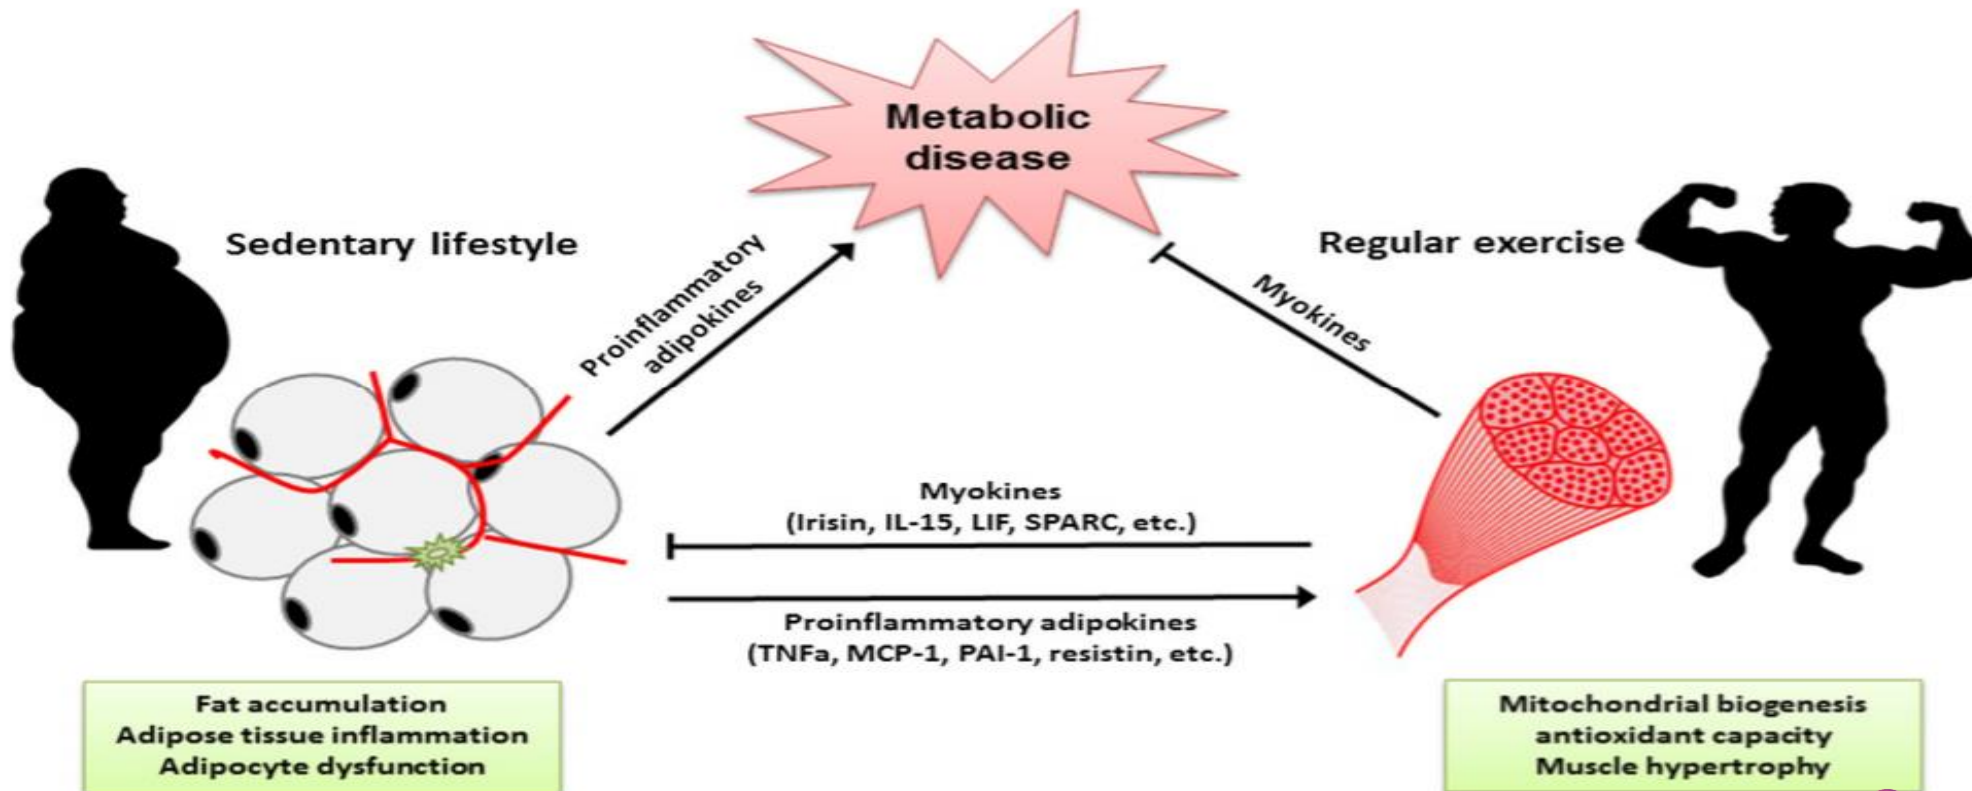 Metabolic
disease
Sedentary lifestyle
Regular exercise
Proinflammatory
adipokines
Myokines
Myokines
(Irisin, IL-15, LIF, SPARC, etc.)
Proinflammatory adipokines
(TNFa, MCP-1, PAI-1, resistin, etc.)
Fat accumulation
Adipose tissue inflammation
Adipocyte dysfunction
Mitochondrial biogenesis
antioxidant capacity
Muscle hypertrophy